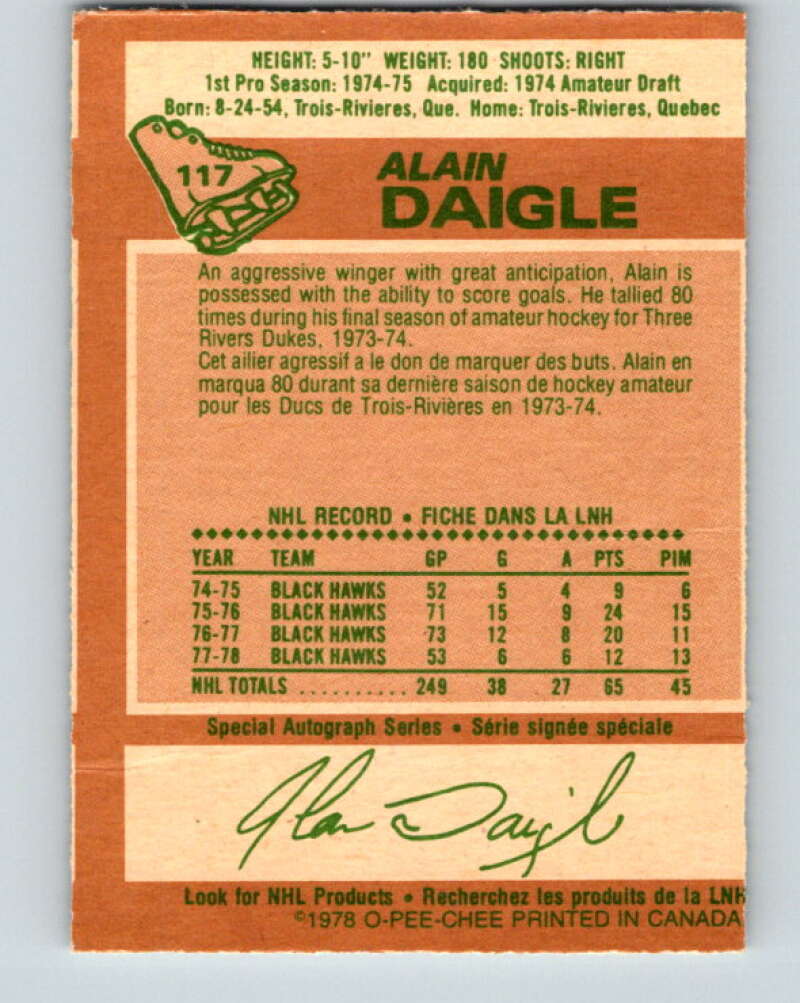 HEIGHT: 5-10" WEIGHT: 180 SHOOTS: RIGHT
1st Pro Season: 1974-75 Acquired: 1974 Amateur Draft
Born: 8-24-54, Trois-Rivieres, Que. Home: Trois-Rivieres, Quebec
117
ALAIN
DAIGLE
An aggressive winger with great anticipation, Alain is
possessed with the ability to score goals. He tallied 80
times during his final season of amateur hockey for Three
Rivers Dukes, 1973-74.
Cet ailier agressif a le don de marquer des buts. Alain en
marqua 80 durant sa dernière saison de hockey amateur
pour les Ducs de Trois-Rivières en 1973-74.
NHL RECORD • FICHE DANS LA LNH
YEAR TEAM GP G A PTS PIM
74-75 BLACK HAWKS 52 5 4 9 6
75-76 BLACK HAWKS 71 15 9 24 15
76-77 BLACK HAWKS 73 12 8 20 11
77-78 BLACK HAWKS 53 6 6 12 13
NHL TOTALS .......... 249 38 27 65 45
Special Autograph Series • Série signée spéciale
Alain Daigle
Look for NHL Products • Recherchez les produits de la LNH
©1978 O-PEE-CHEE PRINTED IN CANADA